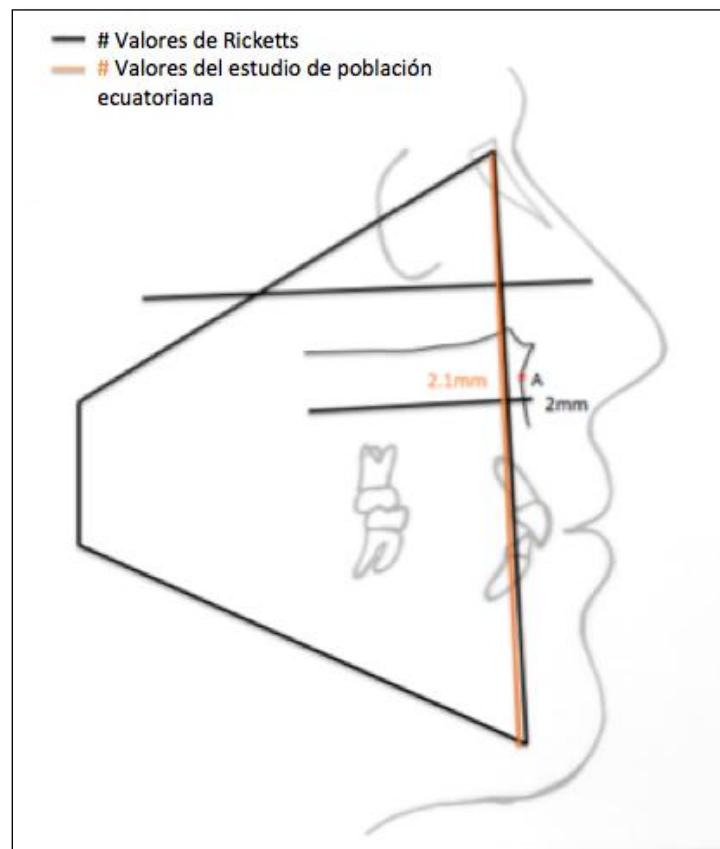 # Valores de Ricketts
# Valores del estudio de población
ecuatoriana
2.1mm
A
2mm